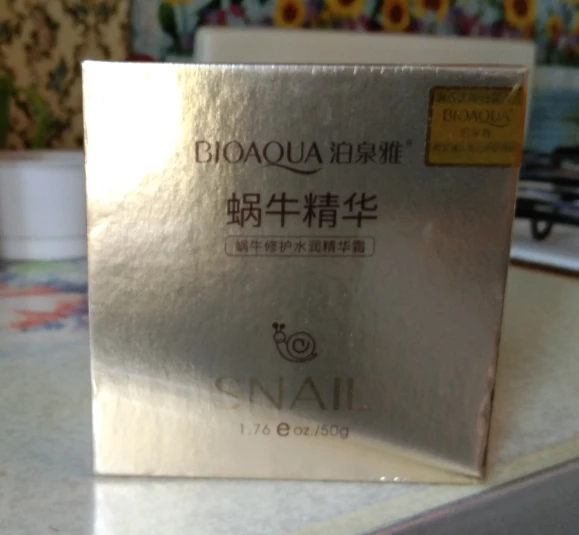 BIOAQUA 泊泉雅®
BIOAQUA
蜗牛精华
蜗牛修护水润精华霜
SNAIL
1.76 e oz./50g